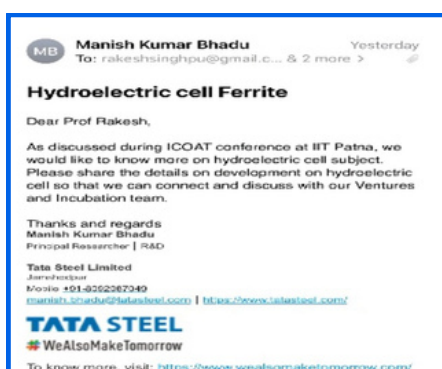 MB
Manish Kumar Bhadu Yesterday
To: rakeshsinghpu@gmail.c... & 2 more >
Hydroelectric cell Ferrite
Dear Prof Rakesh,
As discussed during ICOAT conference at IIT Patna, we
would like to know more on hydroelectric cell subject.
Please share the details on development on hydroelectric
cell so that we can connect and discuss with our Ventures
and Incubation team.
Thanks and regards
Manish Kumar Bhadu
Principal Researcher | R&D
Tata Steel Limited
Jamshedpur
Mobile
manish.bhadu@tatasteel.com | https://www.tatasteel.com/
TATA STEEL
# WeAlsoMakeTomorrow
To know more, visit: https://www.wealsomaketomorrow.com/